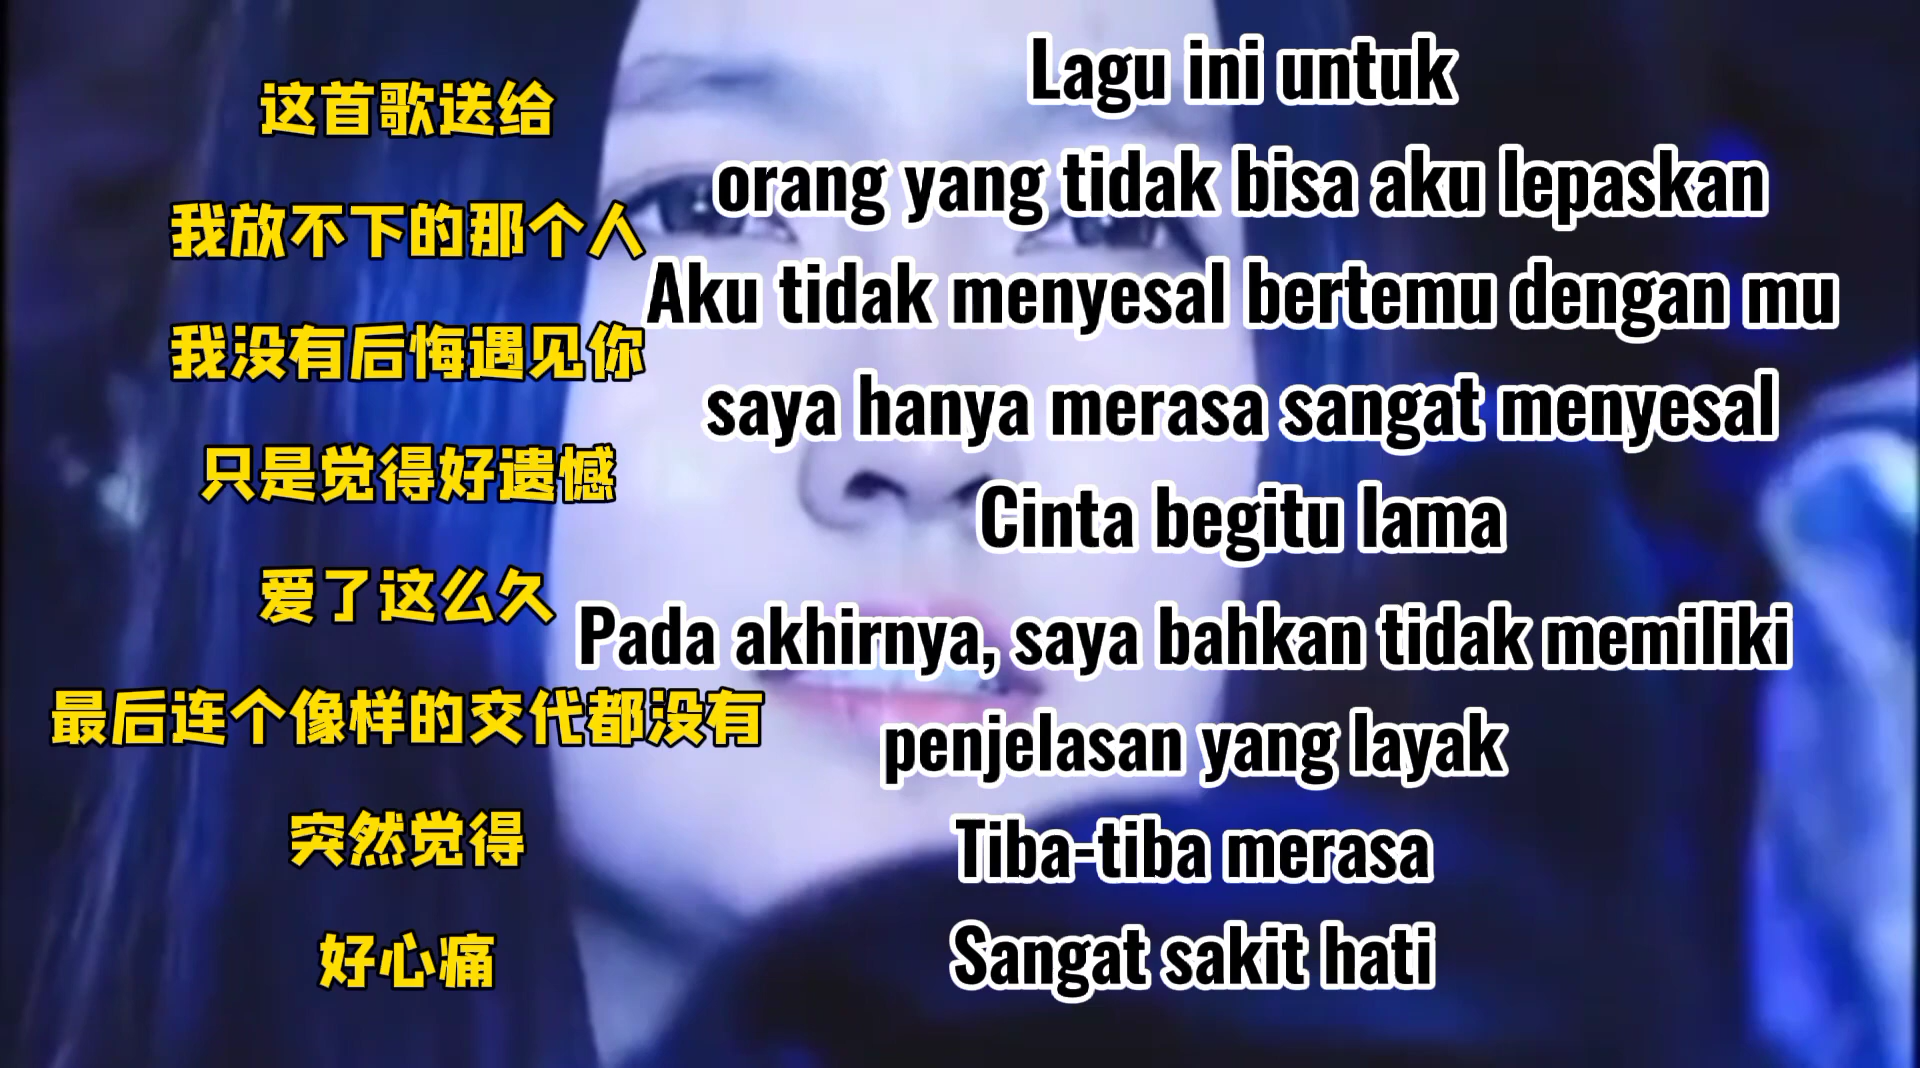 这首歌送给
我放不下的那个人
我没有后悔遇见你
只是觉得好遗憾
爱了这么久
最后连个像样的交代都没有
突然觉得
好心痛
Lagu ini untuk
orang yang tidak bisa aku lepaskan
Aku tidak menyesal bertemu dengan mu
saya hanya merasa sangat menyesal
Cinta begitu lama
Pada akhirnya, saya bahkan tidak memiliki
penjelasan yang layak
Tiba-tiba merasa
Sangat sakit hati